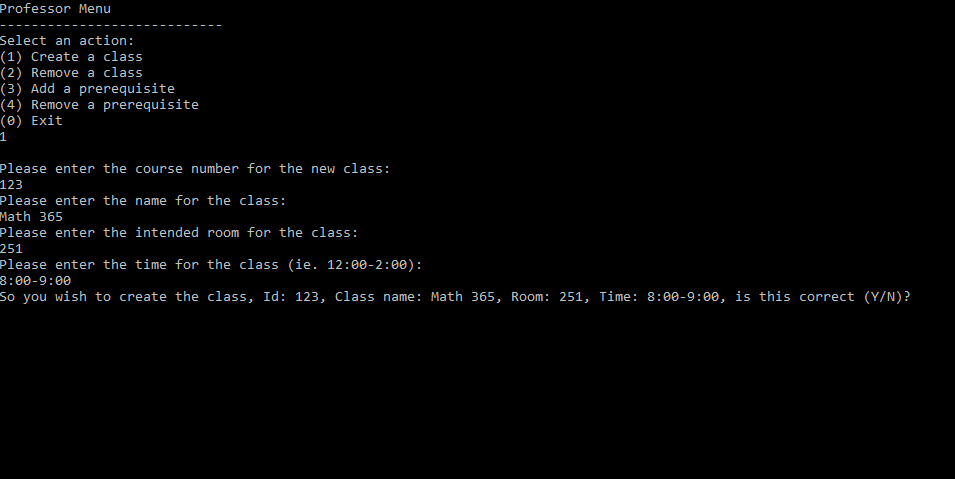 Professor Menu
----------------------------
Select an action:
(1) Create a class
(2) Remove a class
(3) Add a prerequisite
(4) Remove a prerequisite
(0) Exit
1
Please enter the course number for the new class:
123
Please enter the name for the class:
Math 365
Please enter the intended room for the class:
251
Please enter the time for the class (ie. 12:00-2:00):
8:00-9:00
So you wish to create the class, Id: 123, Class name: Math 365, Room: 251, Time: 8:00-9:00, is this correct (Y/N)?